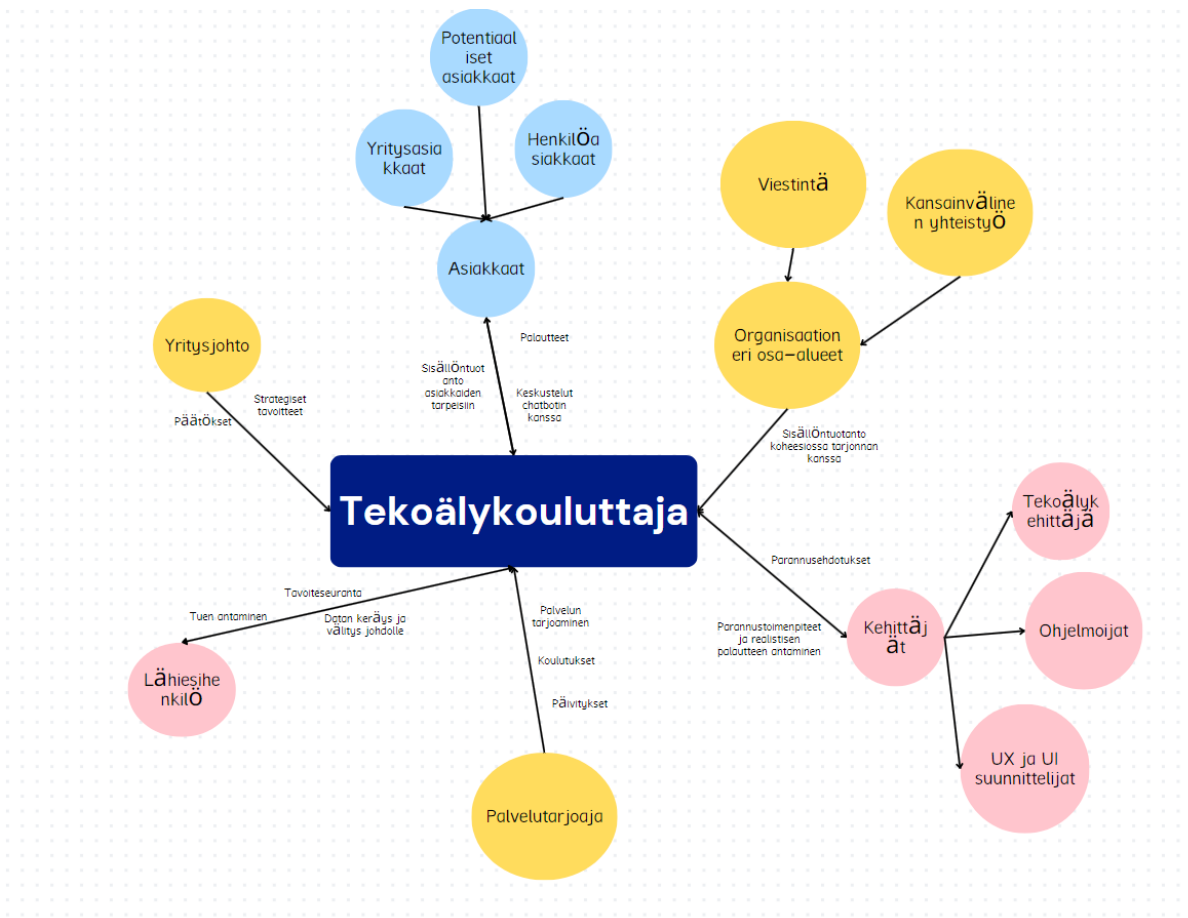 Potentiaal
iset
asiakkaat
Yritysasia
kkaat
Henkilöa
siakkaat
Asiakkaat
Viestintä
Kansainväline
n yhteistyö
Organisaation
eri osa-alueet
Yritysjohto
Strategiset
tavoitteet
Päätökset
Palautteet
Sisällöntuot
anto
asiakkaiden
tarpeisiin
Keskustelut
chatbotin
kanssa
Sisällöntuotanto
koheesiossa tarjonnan
kanssa
Tekoälykouluttaja
Tekoälyk
ehittäjä
Parannusehdotukset
Tavoiteseuranta
Tuen antaminen
Datan keräys ja
välitys johdolle
Palvelun
tarjoaminen
Parannustoimenpiteet
ja realistisen
palautteen antaminen
Kehittäj
ät
Ohjelmoijat
Koulutukset
Lähiesihe
nkilö
Päivitykset
UX ja UI
suunnittelijat
Palvelutarjoaja